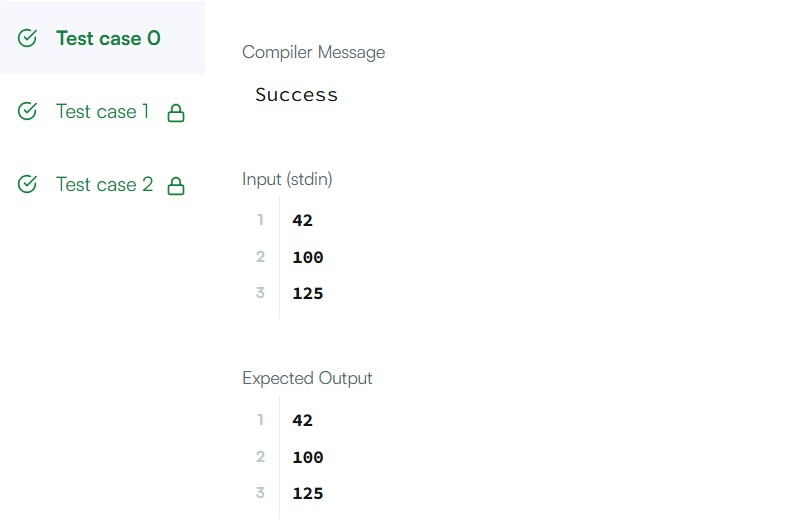 Test case 0
Test case 1
Test case 2
Compiler Message
Success
Input (stdin)
1 42
2 100
3 125
Expected Output
1 42
2 100
3 125